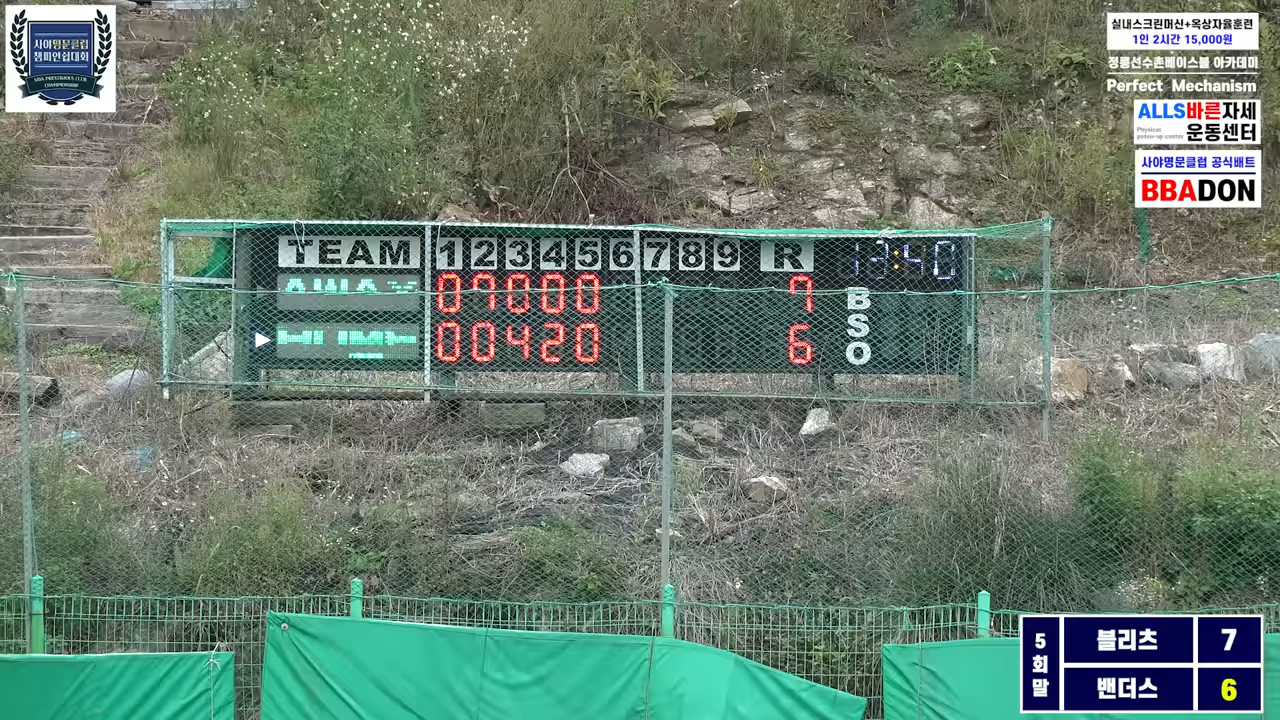 사야명문클럽
챔피언쉽대회
MBA PRESTIGIOUS CLUB
CHAMPIONSHIP
실내스크린머신+옥상자율훈련
1인 2시간 15,000원
정릉선수촌베이스볼 아카데미
Perfect Mechanism
ALLS바른자세
운동센터
사야명문클럽 공식배트
BBADON
TEAM 1 2 3 4 5 6 7 8 9 R 13:40
0 7 0 0 0 7
0 0 4 2 0 6
B
S
O
5회말
블리츠 7
밴더스 6